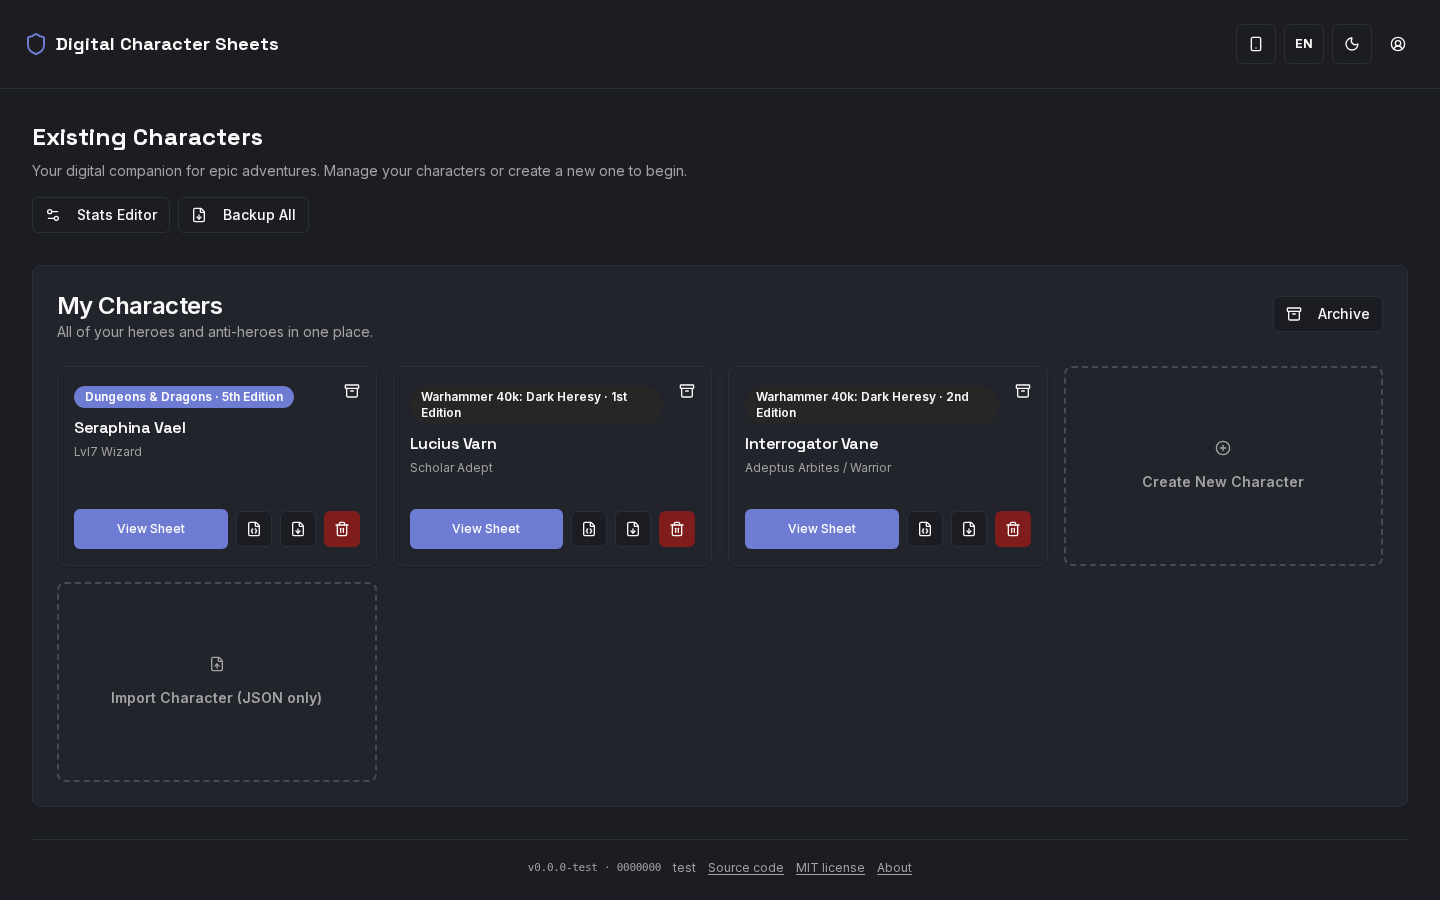 Digital Character Sheets
EN
Existing Characters
Your digital companion for epic adventures. Manage your characters or create a new one to begin.
Stats Editor
Backup All
My Characters
All of your heroes and anti-heroes in one place.
Archive
Dungeons & Dragons · 5th Edition
Seraphina Vael
Lvl7 Wizard
View Sheet
Warhammer 40k: Dark Heresy · 1st
Edition
Lucius Varn
Scholar Adept
View Sheet
Warhammer 40k: Dark Heresy · 2nd
Edition
Interrogator Vane
Adeptus Arbites / Warrior
View Sheet
Create New Character
Import Character (JSON only)
v0.0.0-test · 0000000 test Source code MIT license About